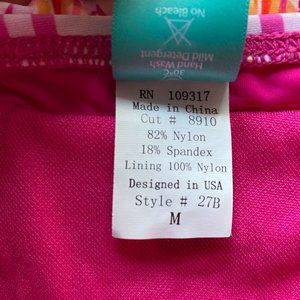 No Bleach
Mild Detergent
Hand Wash
30°C
RN 109317
Made in China
Cut # 8910
82% Nylon
18% Spandex
Lining 100% Nylon
Designed in USA
Style # 27B
M